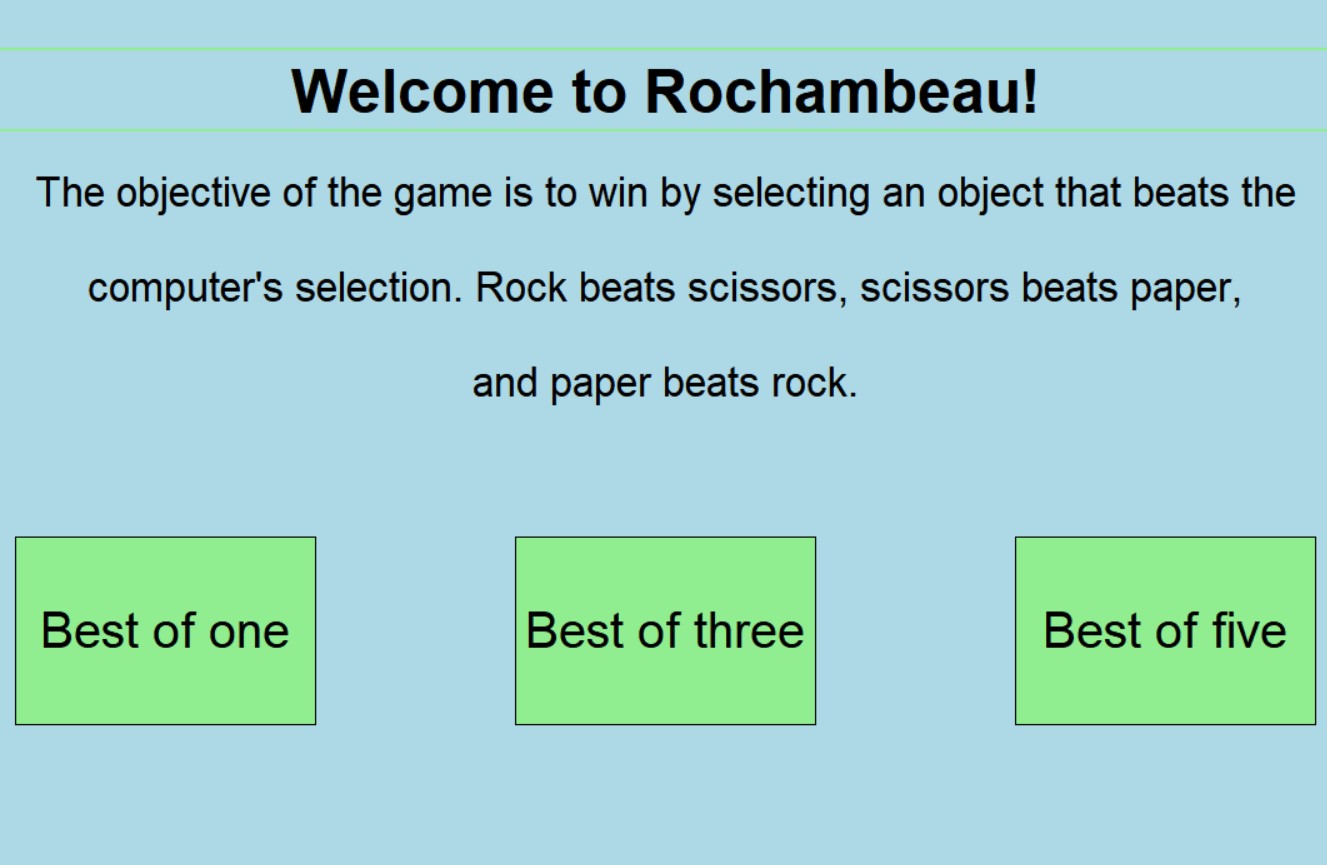 Welcome to Rochambeau!
The objective of the game is to win by selecting an object that beats the
computer's selection. Rock beats scissors, scissors beats paper,
and paper beats rock.
Best of one
Best of three
Best of five